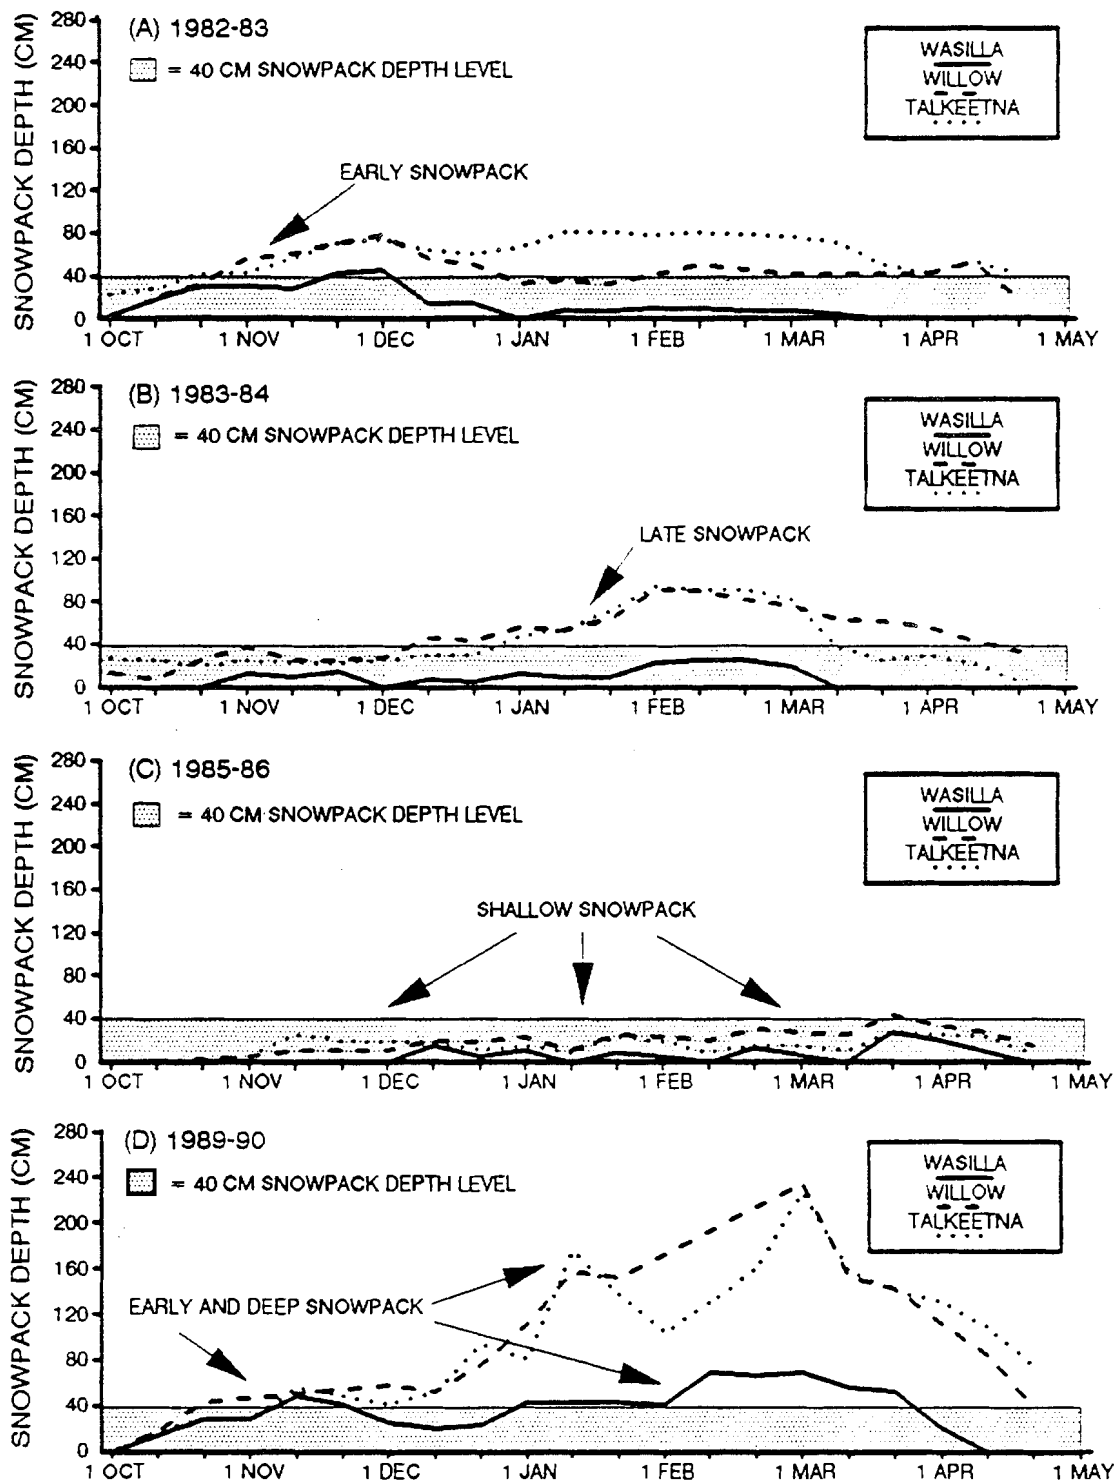 SNOWPACK DEPTH (CM)
280
240
200
160
120
80
40
0
(A) 1982-83
= 40 CM SNOWPACK DEPTH LEVEL
WASILLA
WILLOW
TALKEETNA
EARLY SNOWPACK
1 OCT 1 NOV 1 DEC 1 JAN 1 FEB 1 MAR 1 APR 1 MAY
SNOWPACK DEPTH (CM)
280
240
200
160
120
80
40
0
(B) 1983-84
= 40 CM SNOWPACK DEPTH LEVEL
WASILLA
WILLOW
TALKEETNA
LATE SNOWPACK
1 OCT 1 NOV 1 DEC 1 JAN 1 FEB 1 MAR 1 APR 1 MAY
SNOWPACK DEPTH (CM)
280
240
200
160
120
80
40
0
(C) 1985-86
= 40 CM SNOWPACK DEPTH LEVEL
WASILLA
WILLOW
TALKEETNA
SHALLOW SNOWPACK
1 OCT 1 NOV 1 DEC 1 JAN 1 FEB 1 MAR 1 APR 1 MAY
SNOWPACK DEPTH (CM)
280
240
200
160
120
80
40
0
(D) 1989-90
= 40 CM SNOWPACK DEPTH LEVEL
WASILLA
WILLOW
TALKEETNA
EARLY AND DEEP SNOWPACK
1 OCT 1 NOV 1 DEC 1 JAN 1 FEB 1 MAR 1 APR 1 MAY